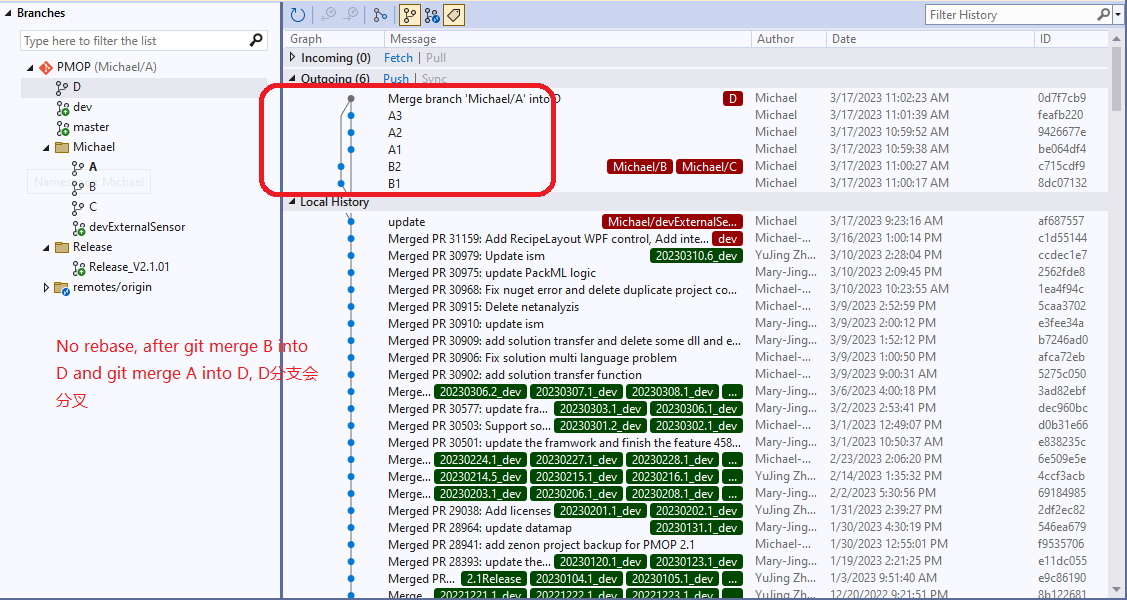 Branches
Type here to filter the list
PMOP (Michael/A)
D
dev
master
Michael
A
B
C
devExternalSensor
Release
Release_V2.1.01
remotes/origin
No rebase, after git merge B into
D and git merge A into D, D分支会
分叉
Filter History
Graph Message Author Date ID
Incoming (0) Fetch | Pull
Outgoing (6) Push | Sync
Merge branch 'Michael/A' into D D Michael 3/17/2023 11:02:23 AM 0d7f7cb9
A3 Michael 3/17/2023 11:01:39 AM feafb220
A2 Michael 3/17/2023 10:59:52 AM 9426677e
A1 Michael 3/17/2023 10:59:38 AM be064df4
B2 Michael/B Michael/C Michael 3/17/2023 11:00:27 AM c715cdf9
B1 Michael 3/17/2023 11:00:17 AM 8dc07132
Local History
update Michael/devExternalSe... Michael 3/17/2023 9:23:16 AM af687557
Merged PR 31159: Add RecipeLayout WPF control, Add inte... dev Michael-... 3/16/2023 1:00:14 PM c1d55144
Merged PR 30979: Update ism 20230310.6_dev YuJing Zh... 3/10/2023 2:28:04 PM ccdec1e7
Merged PR 30975: update PackML logic Mary-Jing... 3/10/2023 2:09:45 PM 2562fde8
Merged PR 30968: Fix nuget error and delete duplicate project co... Michael-... 3/10/2023 10:23:55 AM 1ea4f94c
Merged PR 30915: Delete netanalyzis Michael-... 3/9/2023 2:52:59 PM 5caa3702
Merged PR 30910: update ism Mary-Jing... 3/9/2023 2:00:12 PM e3fee34a
Merged PR 30909: add solution transfer and delete some dll and e... Mary-Jing... 3/9/2023 1:52:12 PM b7246ad0
Merged PR 30906: Fix solution multi language problem Michael-... 3/9/2023 1:00:50 PM afca72eb
Merged PR 30902: add solution transfer function Mary-Jing... 3/9/2023 9:00:31 AM 5275c050
Merge... 20230306.2_dev 20230307.1_dev 20230308.1_dev ... Mary-Jing... 3/6/2023 4:00:18 PM 3ad82ebf
Merged PR 30577: update fra... 20230303.1_dev 20230306.1_dev Mary-Jing... 3/2/2023 2:53:41 PM dec960bc
Merged PR 30503: Support so... 20230301.2_dev 20230302.1_dev Michael-... 3/1/2023 12:49:07 PM d0b31e66
Merged PR 30501: update the framwork and finish the feature 458... Mary-Jing... 3/1/2023 10:50:37 AM e838235c
Merge... 20230224.1_dev 20230227.1_dev 20230228.1_dev ... Michael-... 2/23/2023 2:06:20 PM 6e509e5e
Merge... 20230214.5_dev 20230215.1_dev 20230216.1_dev ... YuJing Zh... 2/14/2023 1:35:32 PM 4ccf3acb
Merge... 20230203.1_dev 20230206.1_dev 20230208.1_dev ... Mary-Jing... 2/2/2023 5:30:56 PM 69184985
Merged PR 29038: Add licenses 20230201.1_dev 20230202.1_dev YuJing Zh... 1/31/2023 2:39:27 PM 2df2ec82
Merged PR 28964: update datamap 20230131.1_dev Mary-Jing... 1/30/2023 4:30:19 PM 546ea679
Merged PR 28941: add zenon project backup for PMOP 2.1 Michael-... 1/30/2023 12:55:01 PM f9535706
Merged PR 28393: update the... 20230120.1_dev 20230123.1_dev Mary-Jing... 1/19/2023 2:21:25 PM e11dc055
Merged PR... 2.1Release 20230104.1_dev 20230105.1_dev ... YuJing Zh... 1/3/2023 9:51:40 AM e9c86190
Merge... 20221221.1_dev 20221222.1_dev 20221223.1_dev ... YuJing Zh... 12/20/2022 9:21:51 PM 8b122681